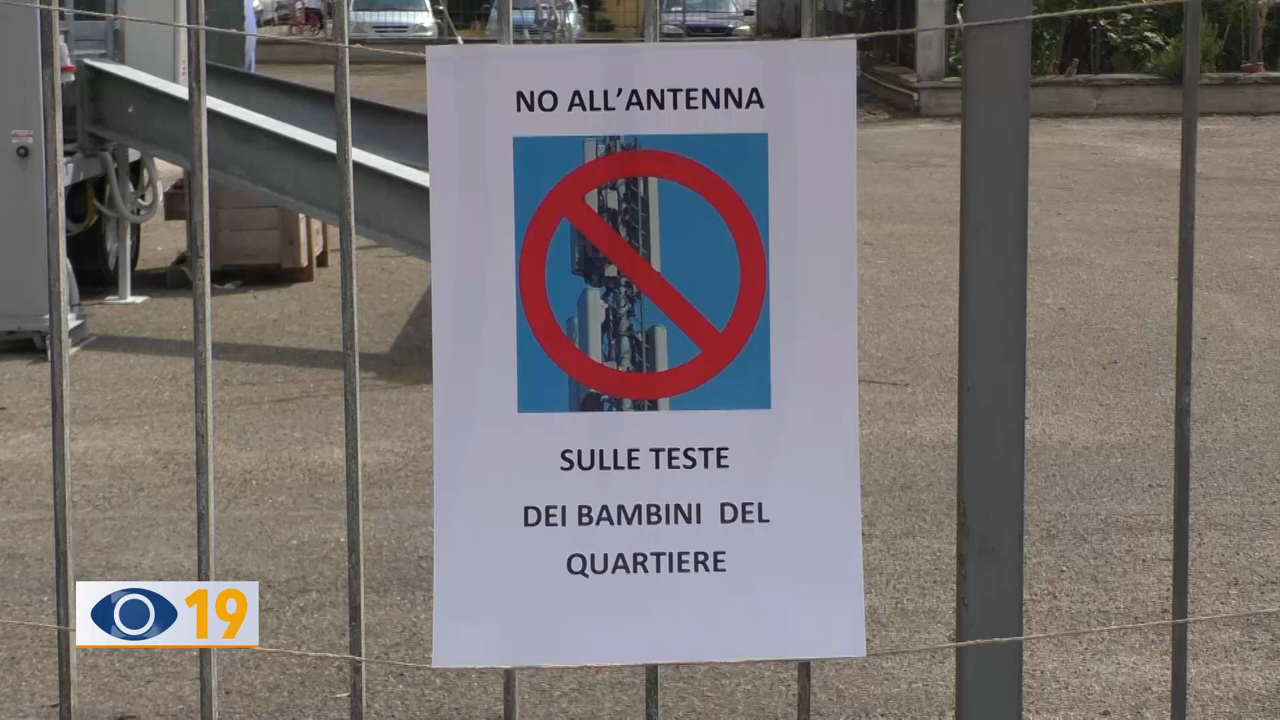 NO ALL'ANTENNA
SULLE TESTE
DEI BAMBINI DEL
QUARTIERE
19